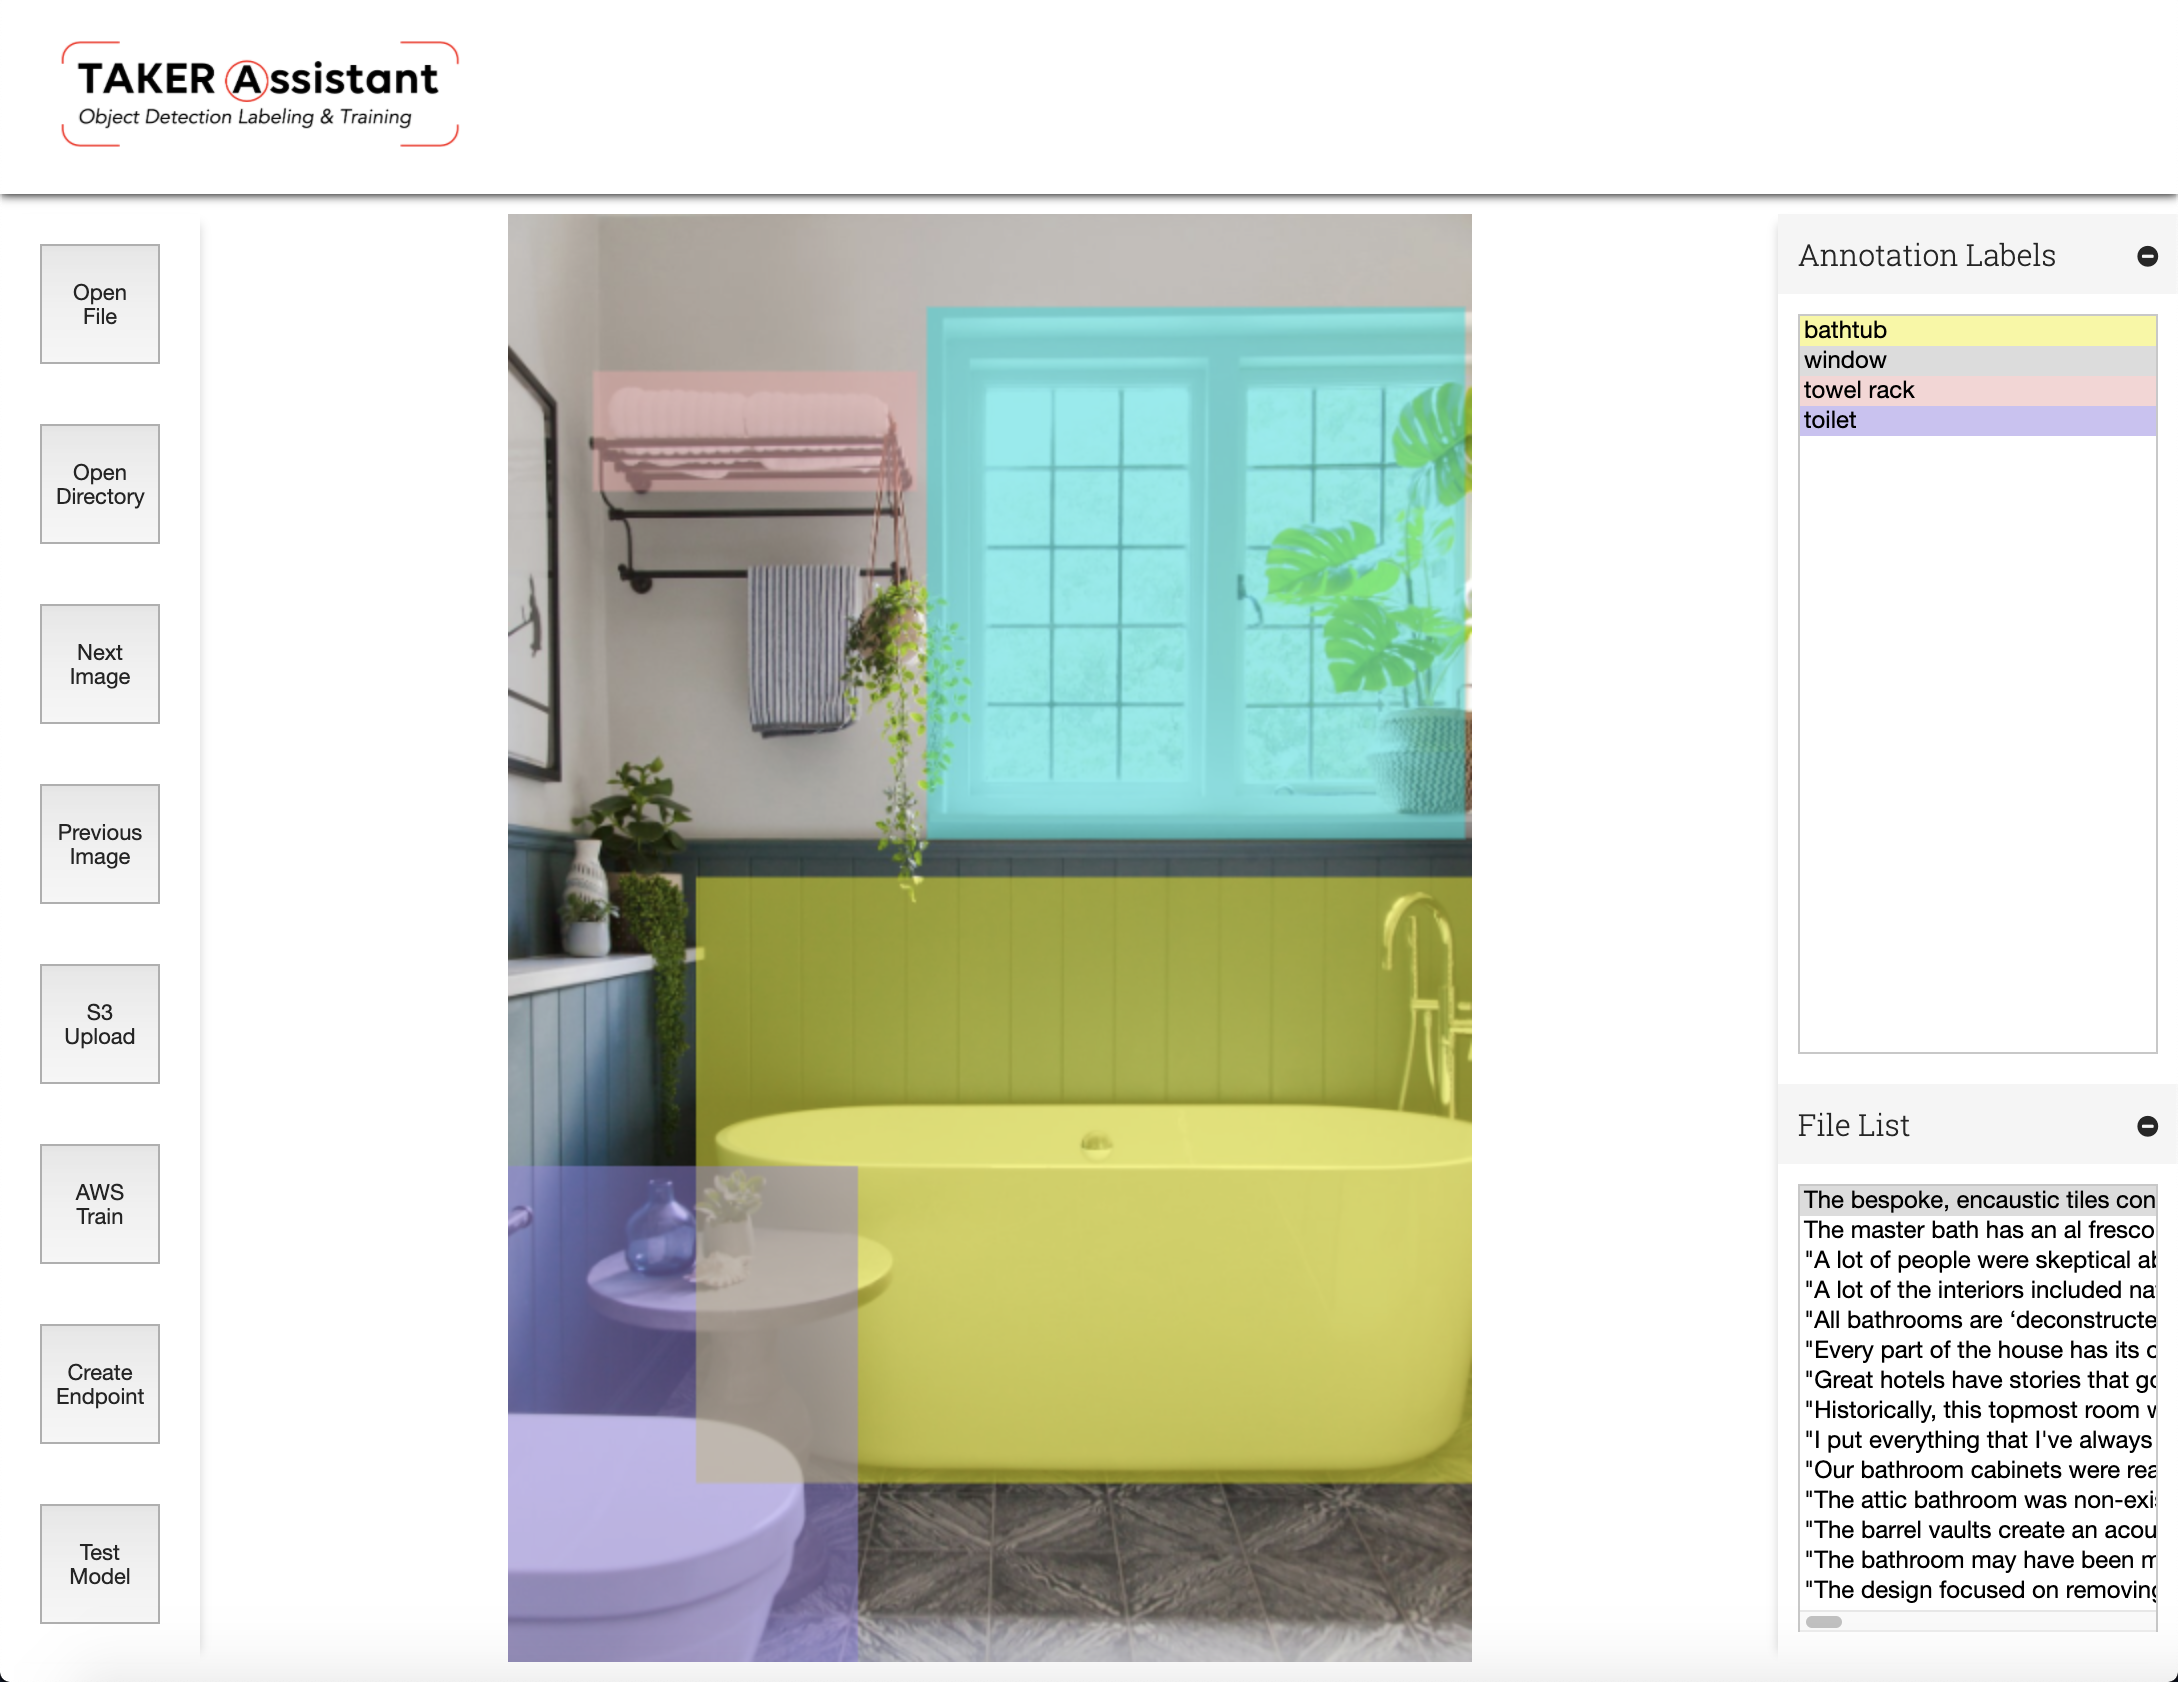 TAKER Assistant
Object Detection Labeling & Training
Open
File
Open
Directory
Next
Image
Previous
Image
S3
Upload
AWS
Train
Create
Endpoint
Test
Model
Annotation Labels
bathtub
window
towel rack
toilet
File List
The bespoke, encaustic tiles con
The master bath has an al fresco
"A lot of people were skeptical ab
"A lot of the interiors included na
"All bathrooms are ‘deconstructe
"Every part of the house has its c
"Great hotels have stories that go
"Historically, this topmost room w
"I put everything that I've always
"Our bathroom cabinets were rea
"The attic bathroom was non-exi
"The barrel vaults create an acou
"The bathroom may have been m
"The design focused on removing